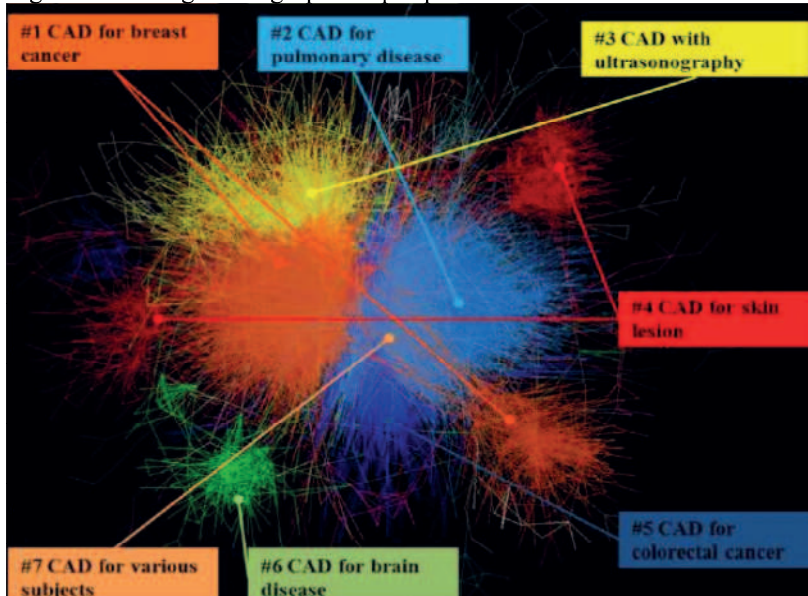 #1 CAD for breast
cancer
#2 CAD for
pulmonary disease
#3 CAD with
ultrasonography
#4 CAD for skin
lesion
#5 CAD for
colorectal cancer
#6 CAD for brain
disease
#7 CAD for various
subjects